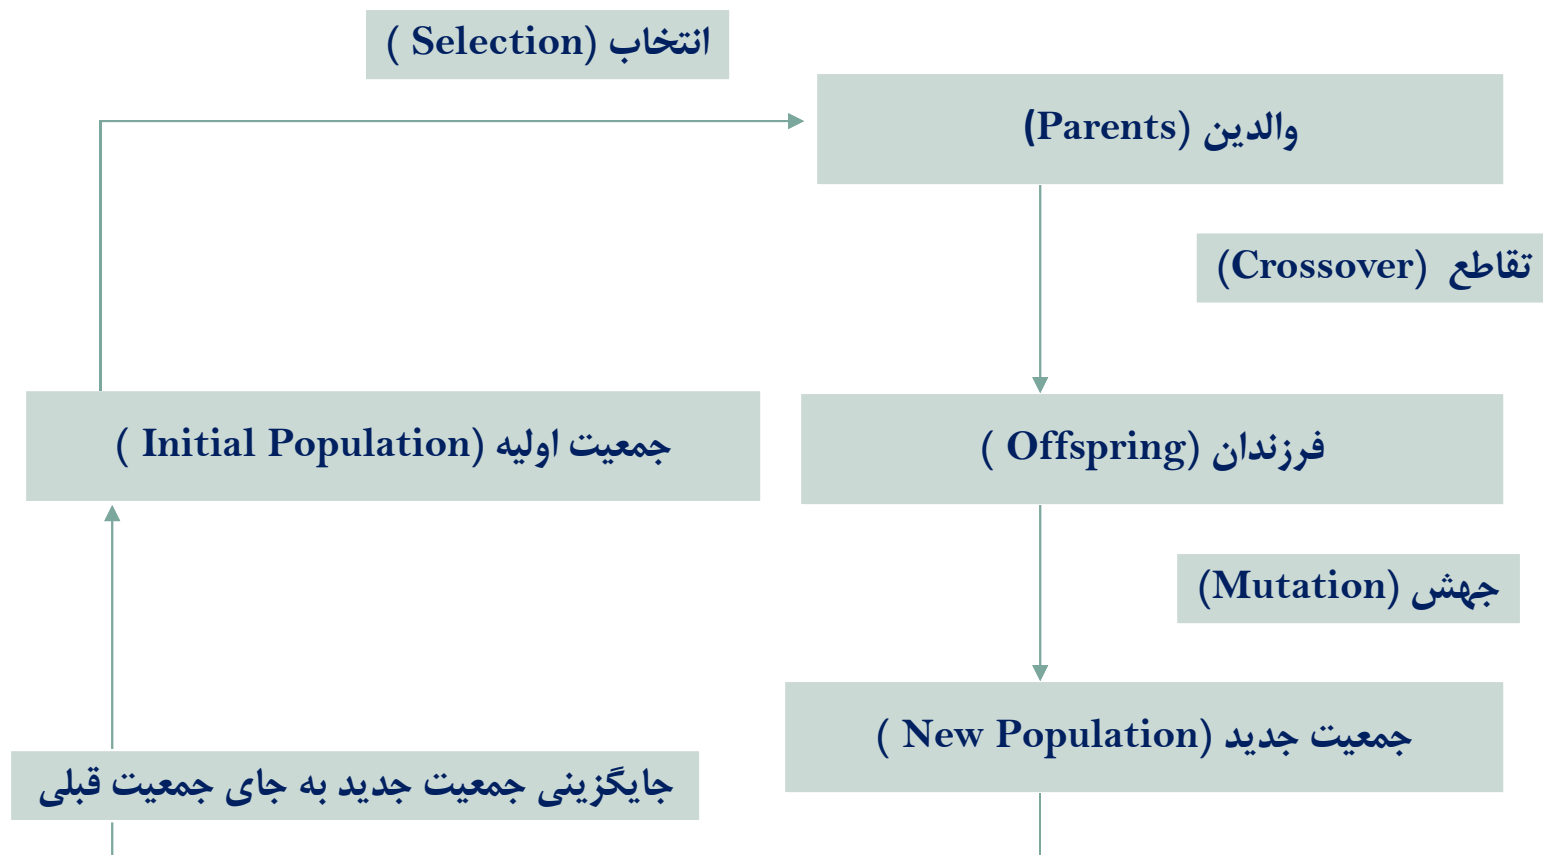 انتخاب (Selection )
والدین (Parents)
تقاطع (Crossover)
جمعیت اولیه (Initial Population )
فرزندان (Offspring )
جهش (Mutation)
جمعیت جدید (New Population )
جایگزینی جمعیت جدید به جای جمعیت قبلی